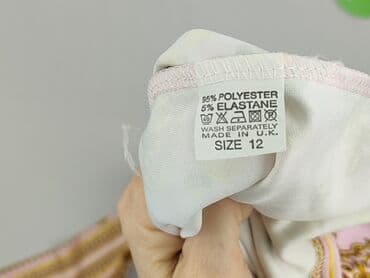 95% POLYESTER
5% ELASTANE
WASH SEPARATELY
MADE IN U.K.
SIZE 12